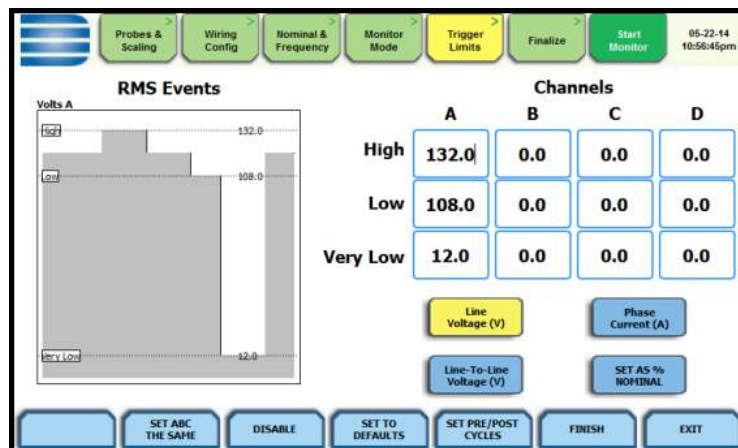 Probes & Scaling
Wiring Config
Nominal & Frequency
Monitor Mode
Trigger Limits
Finalize
Start Monitor
05-22-14
10:56:45pm
RMS Events
Volts A
High 132.0
Low 108.0
Very Low 12.0
Channels
A B C D
High 132.0 0.0 0.0 0.0
Low 108.0 0.0 0.0 0.0
Very Low 12.0 0.0 0.0 0.0
Line Voltage (V)
Phase Current (A)
Line-To-Line Voltage (V)
SET AS % NOMINAL
SET ABC THE SAME
DISABLE
SET TO DEFAULTS
SET PRE/POST CYCLES
FINISH
EXIT